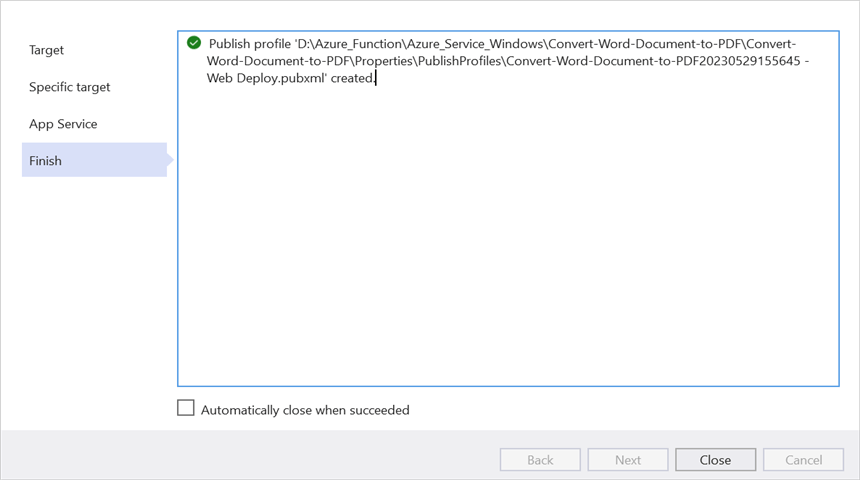 Target
Specific target
App Service
Finish
Publish profile 'D:\Azure_Function\Azure_Service_Windows\Convert-Word-Document-to-PDF\Convert-
Word-Document-to-PDF\Properties\PublishProfiles\Convert-Word-Document-to-PDF20230529155645 -
Web Deploy.pubxml' created.
Automatically close when succeeded
Back
Next
Close
Cancel